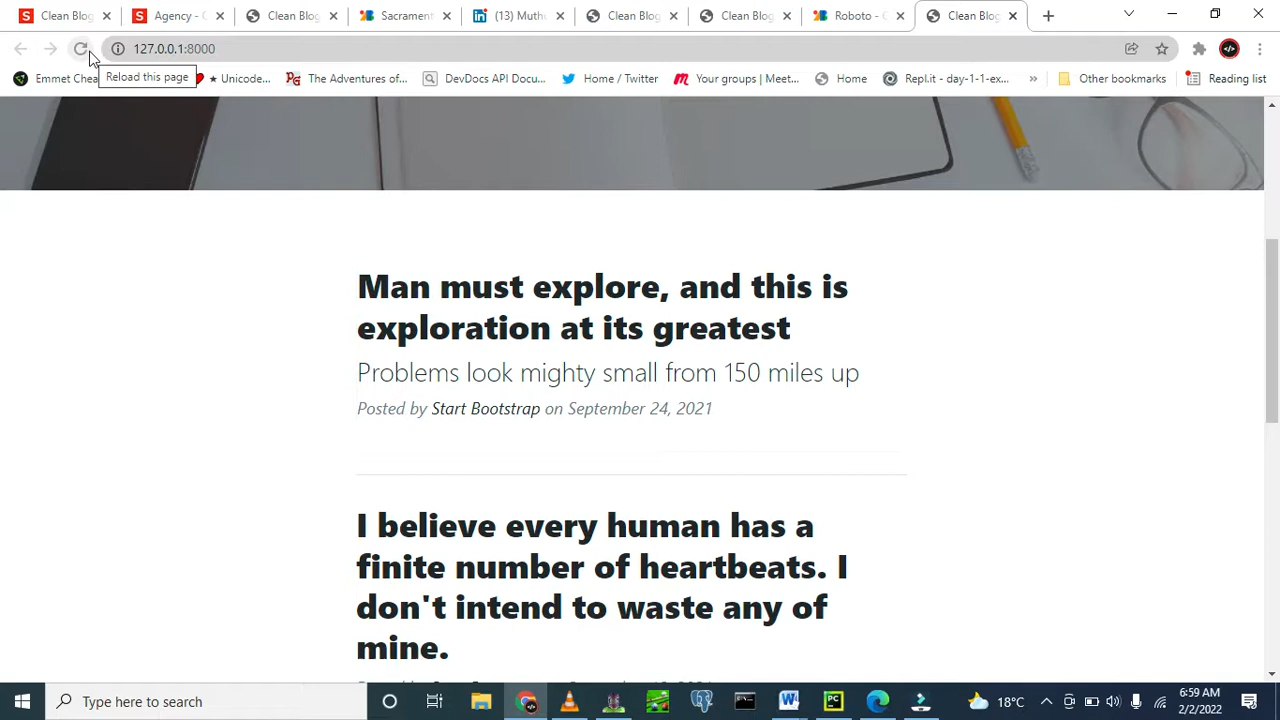 Clean Blog
Agency - C
Clean Blog
Sacrament
(13) Muth
Clean Blog
Clean Blog
Roboto - G
Clean Blog
127.0.0.1:8000
Reload this page
Emmet Chea
Unicode...
The Adventures of...
DevDocs API Docu...
Home / Twitter
Your groups | Meet...
Home
Repl.it - day-1-1-ex...
»
Other bookmarks
Reading list
Man must explore, and this is
exploration at its greatest
Problems look mighty small from 150 miles up
Posted by Start Bootstrap on September 24, 2021
I believe every human has a
finite number of heartbeats. I
don't intend to waste any of
mine.
Type here to search
18°C
6:59 AM
2/2/2022